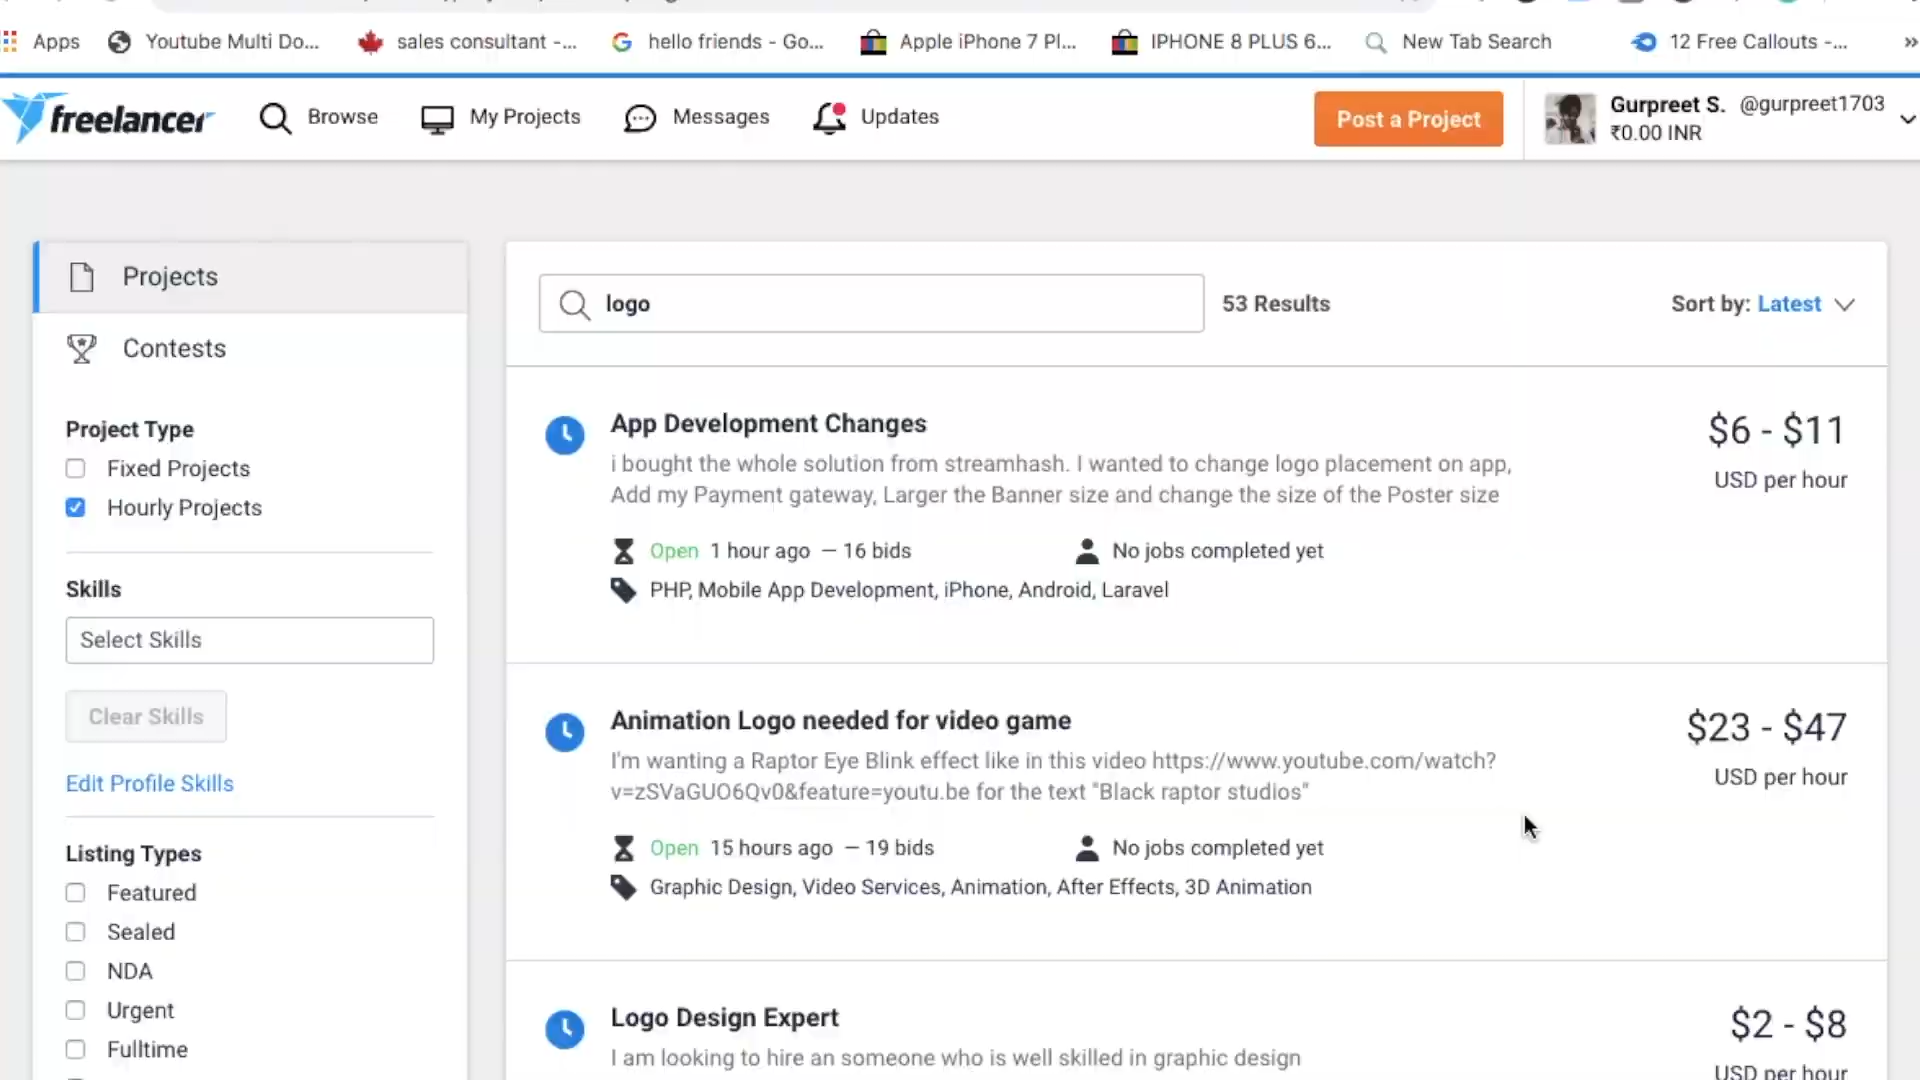 Apps
Youtube Multi Do...
sales consultant -...
hello friends - Go...
Apple iPhone 7 Pl...
IPHONE 8 PLUS 6...
New Tab Search
12 Free Callouts -...
»
freelancer
Browse
My Projects
Messages
Updates
Post a Project
Gurpreet S. @gurpreet1703
₹0.00 INR
Projects
Contests
Project Type
Fixed Projects
Hourly Projects
Skills
Select Skills
Clear Skills
Edit Profile Skills
Listing Types
Featured
Sealed
NDA
Urgent
Fulltime
logo
53 Results
Sort by: Latest
App Development Changes
i bought the whole solution from streamhash. I wanted to change logo placement on app,
Add my Payment gateway, Larger the Banner size and change the size of the Poster size
Open 1 hour ago — 16 bids
No jobs completed yet
PHP, Mobile App Development, iPhone, Android, Laravel
$6 - $11
USD per hour
Animation Logo needed for video game
I'm wanting a Raptor Eye Blink effect like in this video https://www.youtube.com/watch?
v=zSVaGUO6Qv0&feature=youtu.be for the text "Black raptor studios"
Open 15 hours ago — 19 bids
No jobs completed yet
Graphic Design, Video Services, Animation, After Effects, 3D Animation
$23 - $47
USD per hour
Logo Design Expert
I am looking to hire an someone who is well skilled in graphic design
$2 - $8
USD per hour